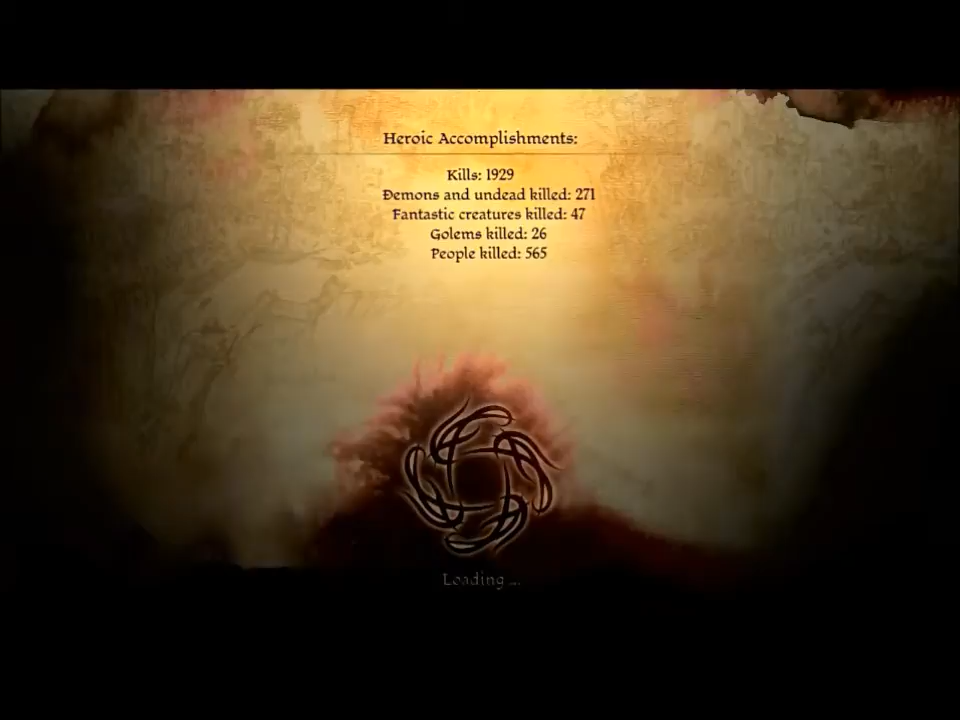 Heroic Accomplishments:
Kills: 1929
Demons and undead killed: 271
Fantastic creatures killed: 47
Golems killed: 26
People killed: 565
Loading ...